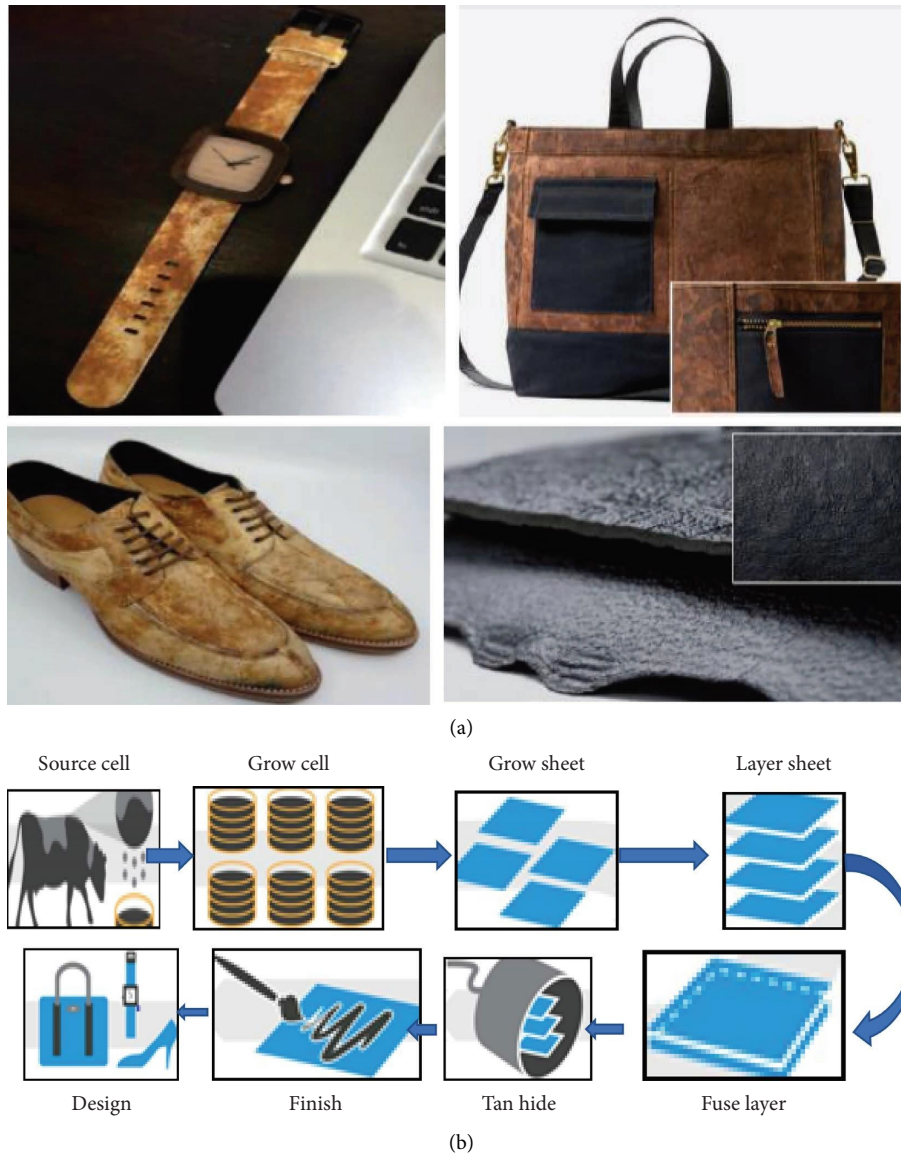 (a)
Source cell
Grow cell
Grow sheet
Layer sheet
Design
Finish
Tan hide
Fuse layer
(b)